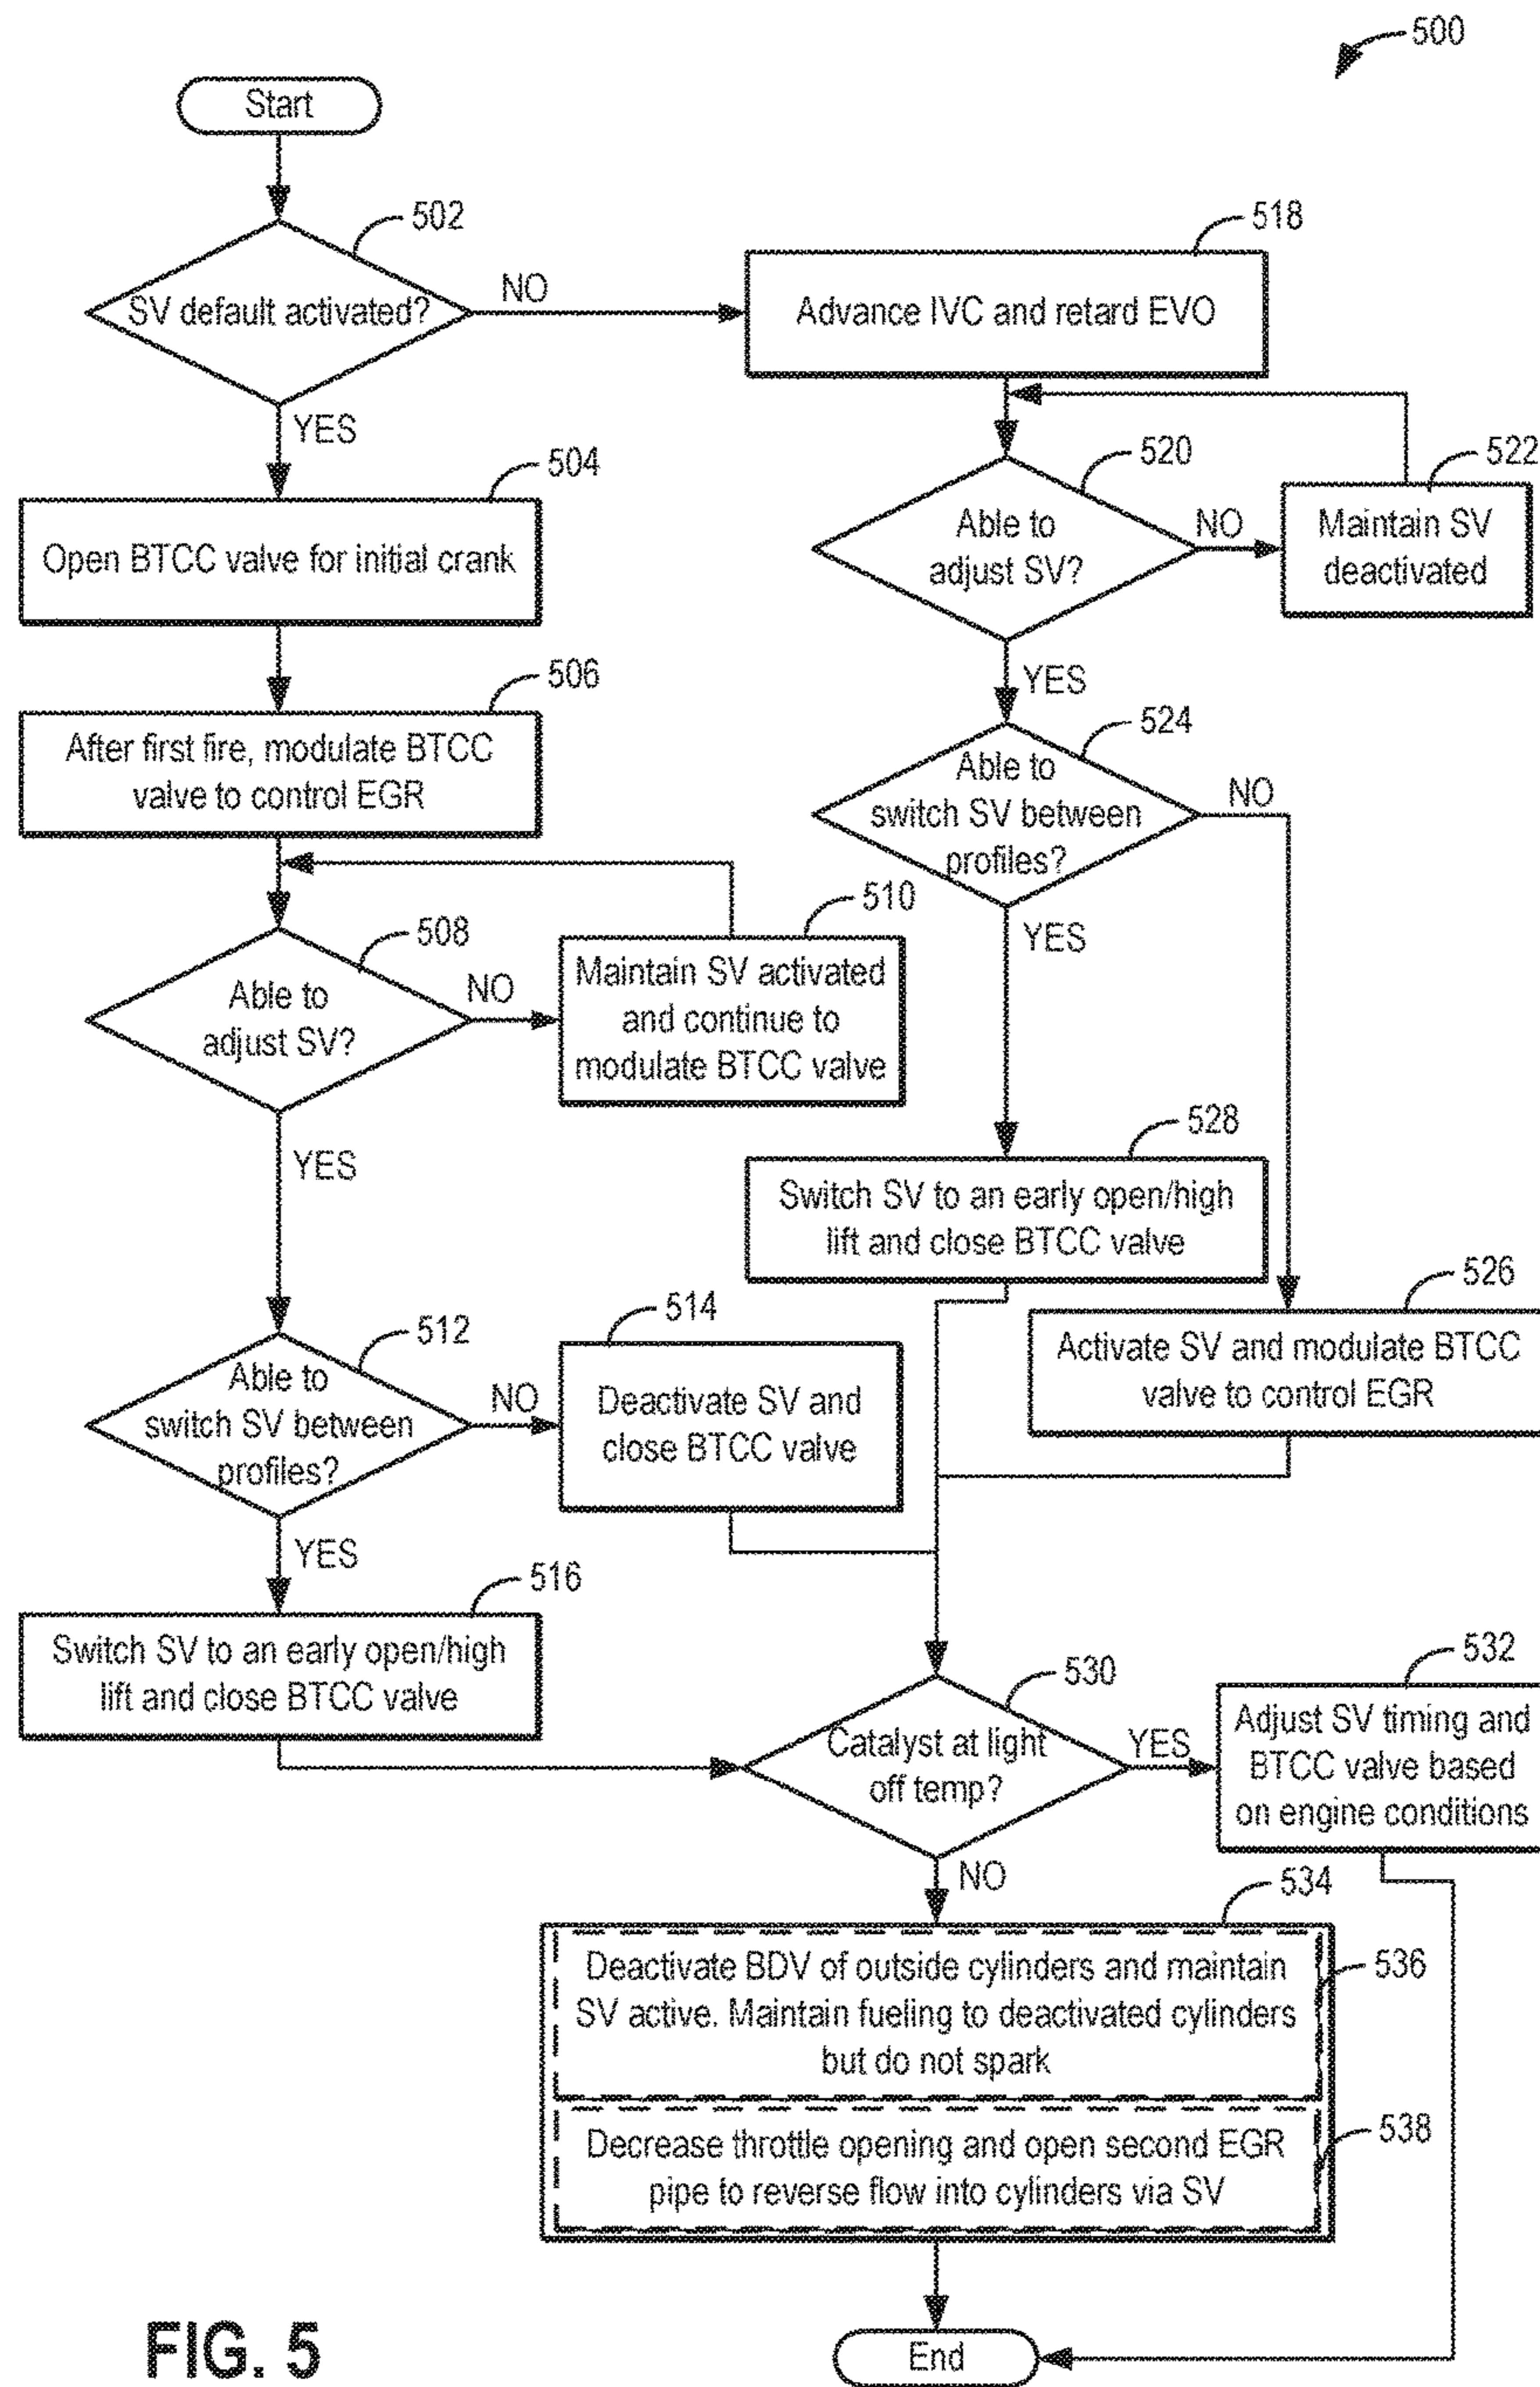 500
Start
502
SV default activated?
NO
YES
518
Advance IVC and retard EVO
504
Open BTCC valve for initial crank
520
Able to
adjust SV?
NO
522
Maintain SV
deactivated
YES
506
After first fire, modulate BTCC
valve to control EGR
524
Able to
switch SV between
profiles?
NO
YES
508
Able to
adjust SV?
NO
YES
510
Maintain SV activated
and continue to
modulate BTCC valve
528
Switch SV to an early open/high
lift and close BTCC valve
526
Activate SV and modulate BTCC
valve to control EGR
512
Able to
switch SV between
profiles?
NO
YES
514
Deactivate SV and
close BTCC valve
516
Switch SV to an early open/high
lift and close BTCC valve
530
Catalyst at light
off temp?
YES
NO
532
Adjust SV timing and
BTCC valve based
on engine conditions
534
Deactivate BDV of outside cylinders and maintain
SV active. Maintain fueling to deactivated cylinders
but do not spark
536
Decrease throttle opening and open second EGR
pipe to reverse flow into cylinders via SV
538
End
FIG. 5